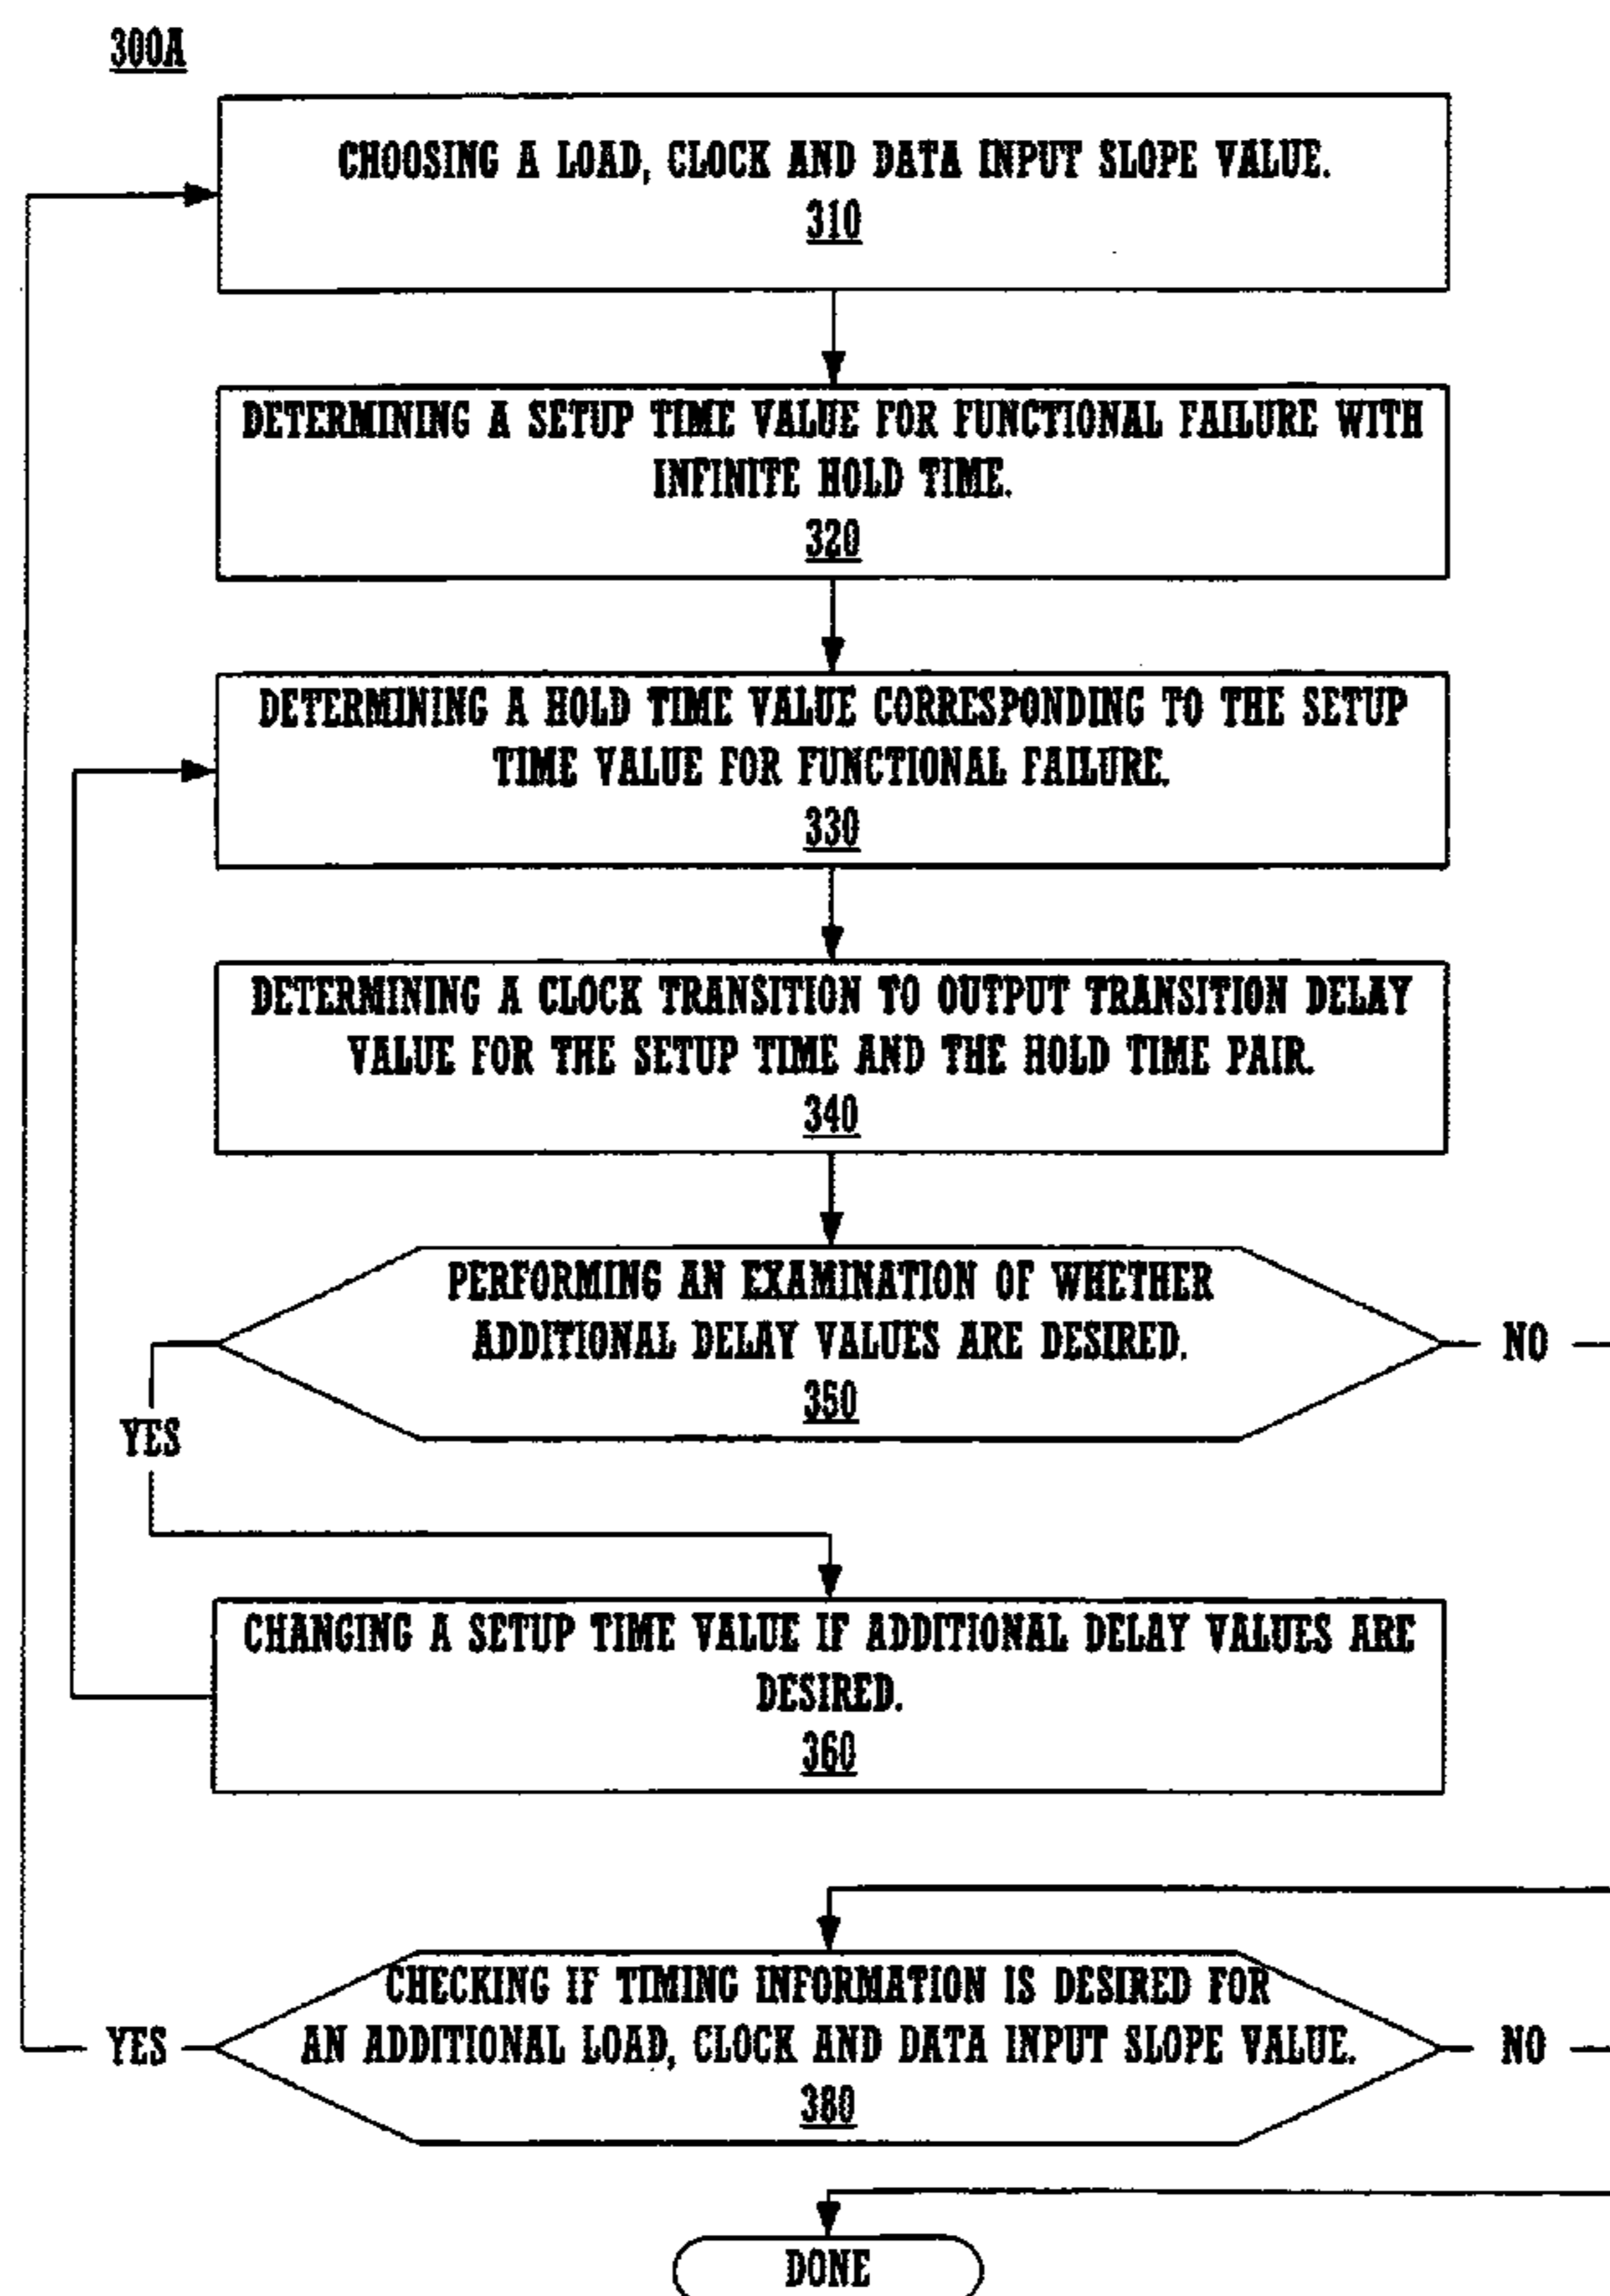 300A
CHOOSING A LOAD, CLOCK AND DATA INPUT SLOPE VALUE.
310
DETERMINING A SETUP TIME VALUE FOR FUNCTIONAL FAILURE WITH
INFINITE HOLD TIME.
320
DETERMINING A HOLD TIME VALUE CORRESPONDING TO THE SETUP
TIME VALUE FOR FUNCTIONAL FAILURE.
330
DETERMINING A CLOCK TRANSITION TO OUTPUT TRANSITION DELAY
VALUE FOR THE SETUP TIME AND THE HOLD TIME PAIR.
340
PERFORMING AN EXAMINATION OF WHETHER
ADDITIONAL DELAY VALUES ARE DESIRED.
350
NO
YES
CHANGING A SETUP TIME VALUE IF ADDITIONAL DELAY VALUES ARE
DESIRED.
360
CHECKING IF TIMING INFORMATION IS DESIRED FOR
AN ADDITIONAL LOAD, CLOCK AND DATA INPUT SLOPE VALUE.
380
YES
NO
DONE